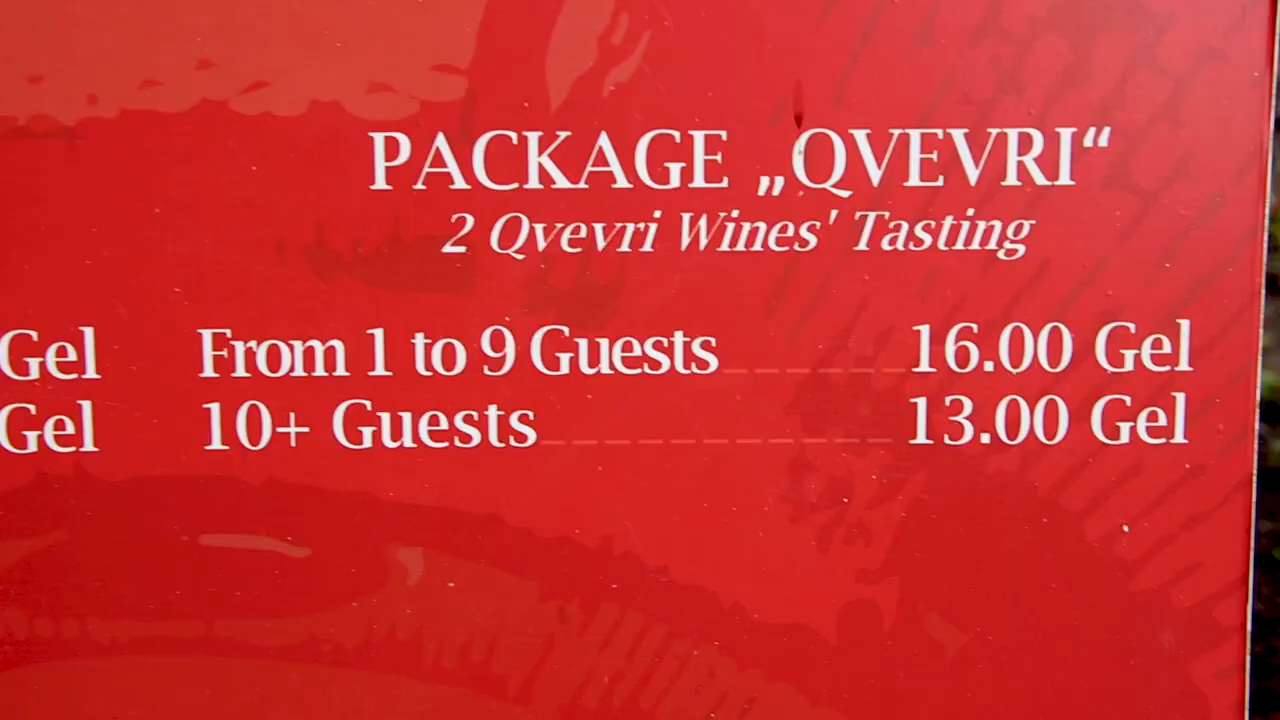 PACKAGE „QVEVRI“
2 Qvevri Wines' Tasting
Gel From 1 to 9 Guests 16.00 Gel
Gel 10+ Guests 13.00 Gel